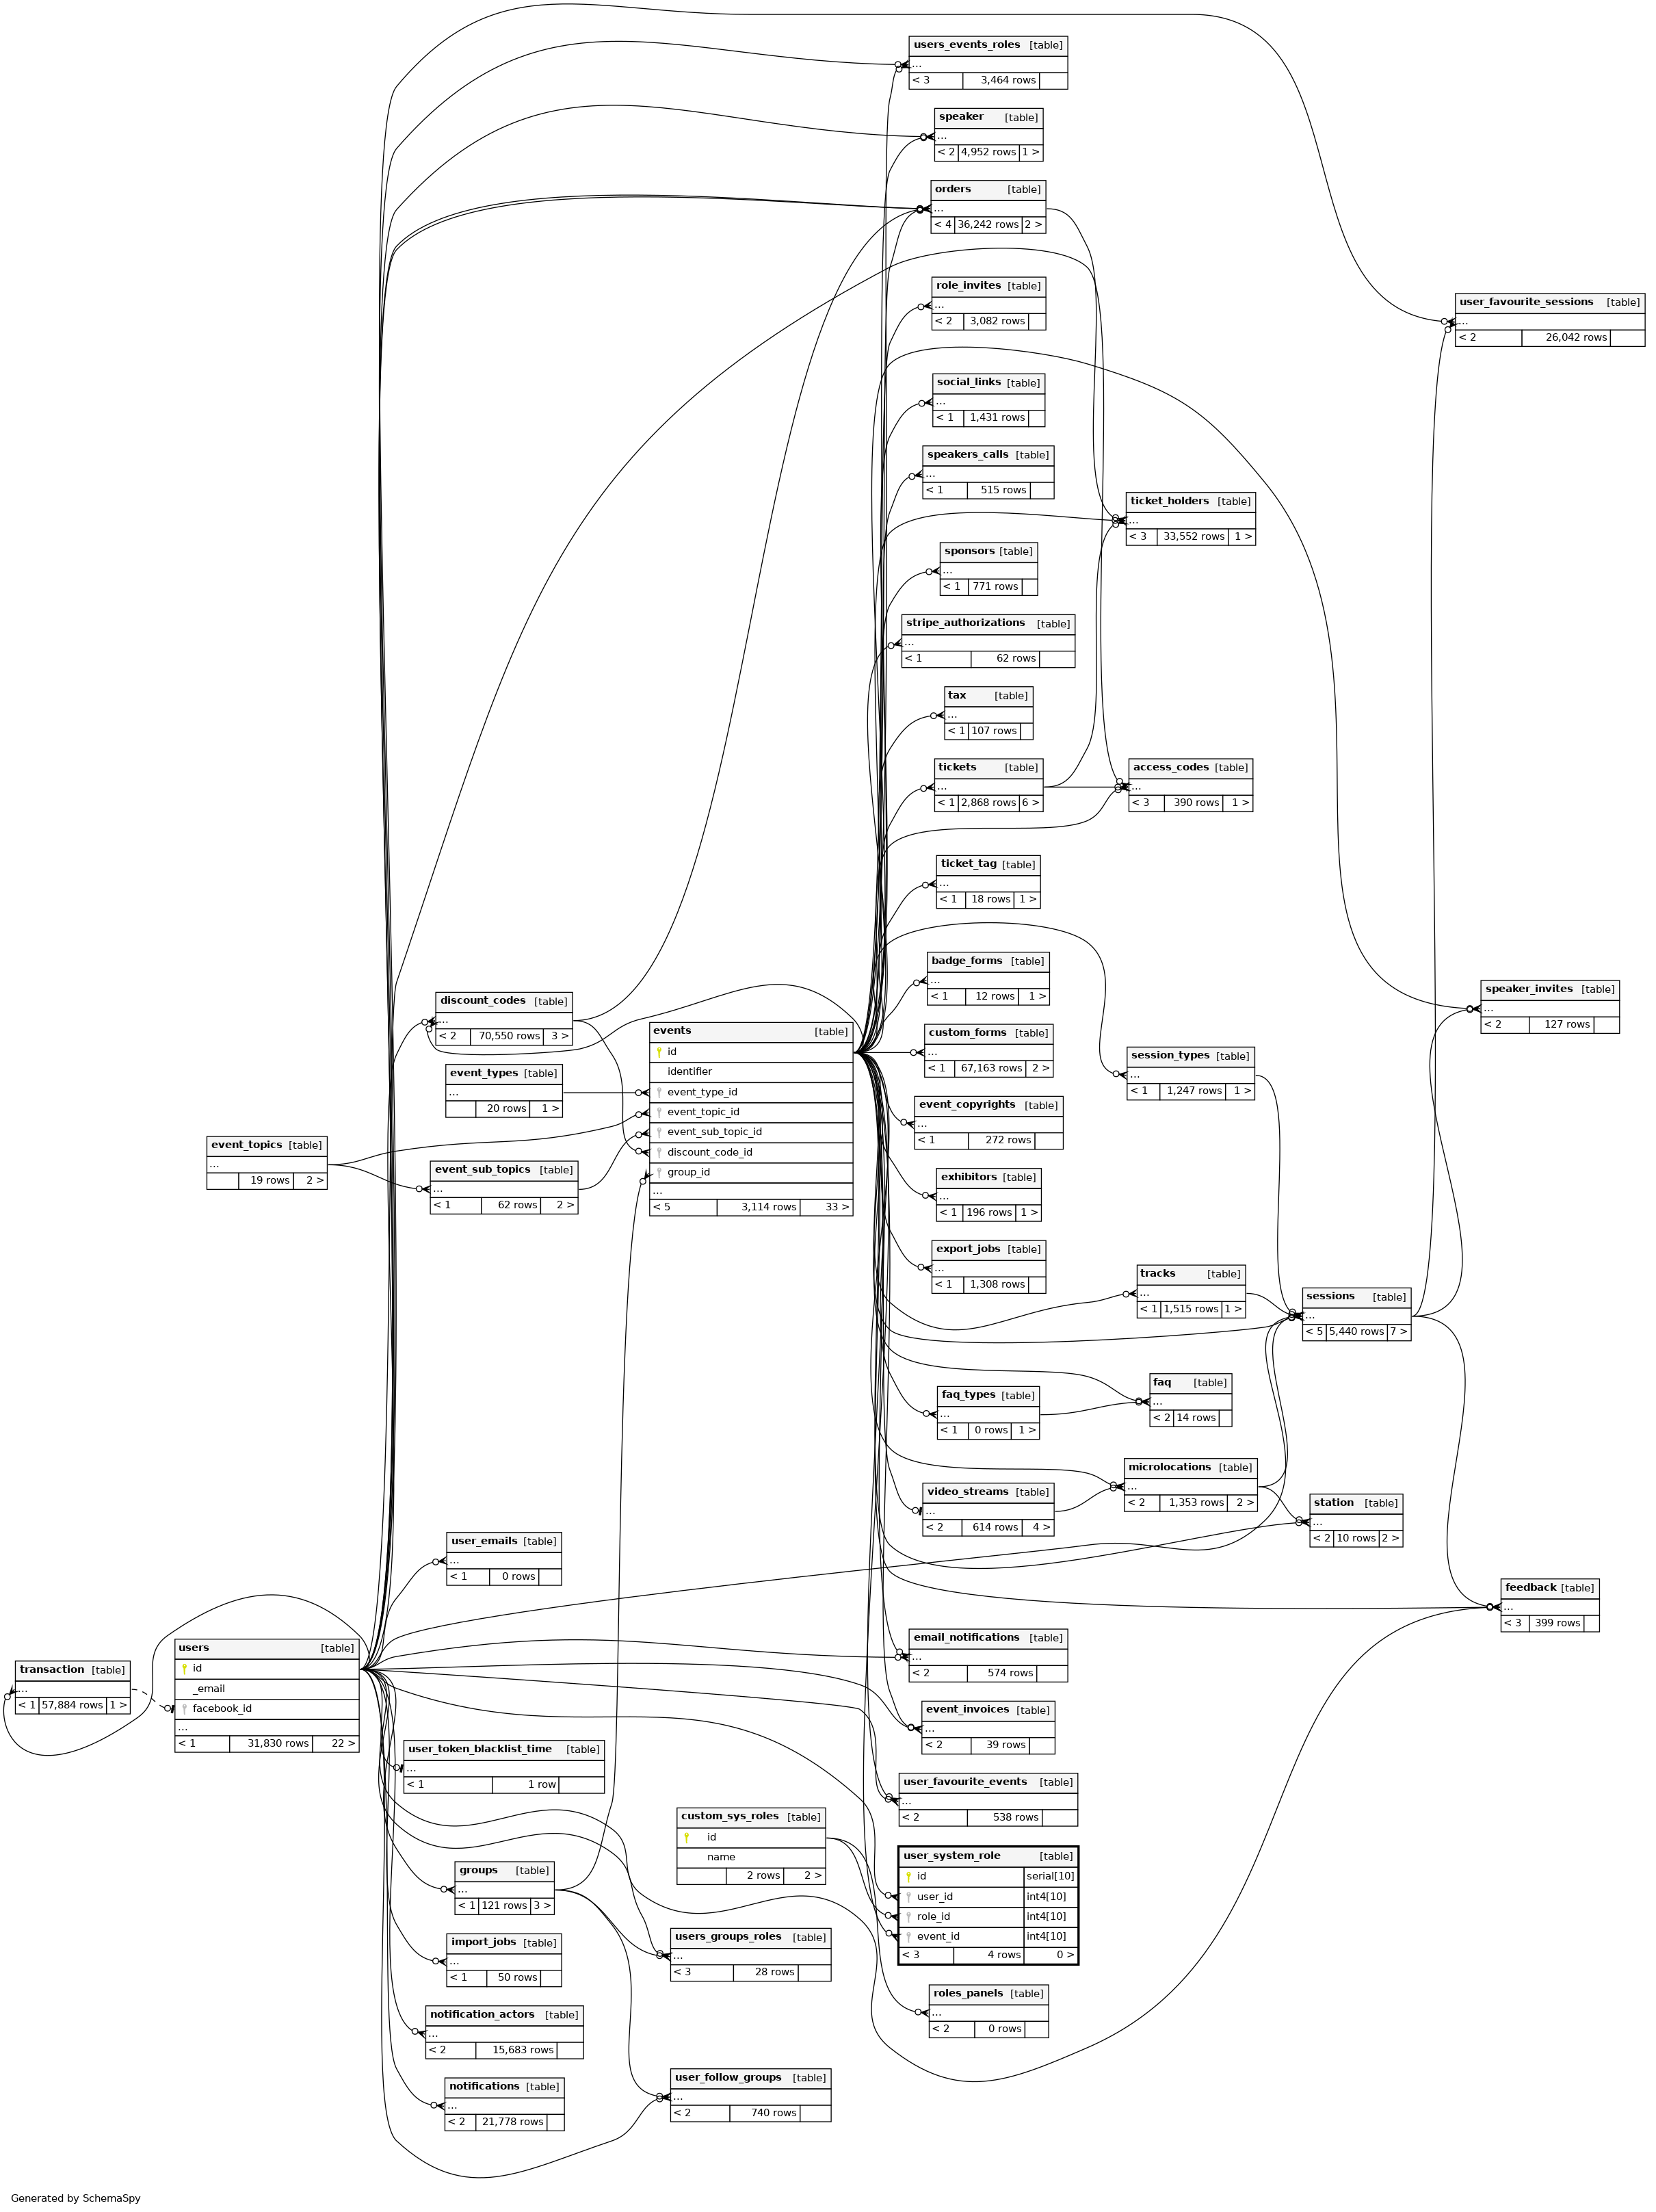 users_events_roles [table]
...
< 3 3,464 rows
speaker [table]
...
< 2 4,952 rows 1 >
orders [table]
...
< 4 36,242 rows 2 >
role_invites [table]
...
< 2 3,082 rows
user_favourite_sessions [table]
...
< 2 26,042 rows
social_links [table]
...
< 1 1,431 rows
speakers_calls [table]
...
< 1 515 rows
ticket_holders [table]
...
< 3 33,552 rows 1 >
sponsors [table]
...
< 1 771 rows
stripe_authorizations [table]
...
< 1 62 rows
tax [table]
...
< 1 107 rows
tickets [table]
...
< 1 2,868 rows 6 >
access_codes [table]
...
< 3 390 rows 1 >
ticket_tag [table]
...
< 1 18 rows 1 >
badge_forms [table]
...
< 1 12 rows 1 >
speaker_invites [table]
...
< 2 127 rows
discount_codes [table]
...
< 2 70,550 rows 3 >
events [table]
id
identifier
event_type_id
event_topic_id
event_sub_topic_id
discount_code_id
group_id
...
< 5 3,114 rows 33 >
custom_forms [table]
...
< 1 67,163 rows 2 >
session_types [table]
...
< 1 1,247 rows 1 >
event_types [table]
...
20 rows 1 >
event_copyrights [table]
...
< 1 272 rows
event_topics [table]
...
19 rows 2 >
event_sub_topics [table]
...
< 1 62 rows 2 >
exhibitors [table]
...
< 1 196 rows 1 >
export_jobs [table]
...
< 1 1,308 rows
tracks [table]
...
< 1 1,515 rows 1 >
sessions [table]
...
< 5 5,440 rows 7 >
faq_types [table]
...
< 1 0 rows 1 >
faq [table]
...
< 2 14 rows
video_streams [table]
...
< 2 614 rows 4 >
microlocations [table]
...
< 2 1,353 rows 2 >
station [table]
...
< 2 10 rows 2 >
user_emails [table]
...
< 1 0 rows
feedback [table]
...
< 3 399 rows
transaction [table]
...
< 1 57,884 rows 1 >
users [table]
id
_email
facebook_id
...
< 1 31,830 rows 22 >
email_notifications [table]
...
< 2 574 rows
event_invoices [table]
...
< 2 39 rows
user_token_blacklist_time [table]
...
< 1 1 row
user_favourite_events [table]
...
< 2 538 rows
custom_sys_roles [table]
id
name
2 rows 2 >
user_system_role [table]
id serial[10]
user_id int4[10]
role_id int4[10]
event_id int4[10]
< 3 4 rows 0 >
groups [table]
...
< 1 121 rows 3 >
import_jobs [table]
...
< 1 50 rows
users_groups_roles [table]
...
< 3 28 rows
roles_panels [table]
...
< 2 0 rows
notification_actors [table]
...
< 2 15,683 rows
notifications [table]
...
< 2 21,778 rows
user_follow_groups [table]
...
< 2 740 rows
Generated by SchemaSpy